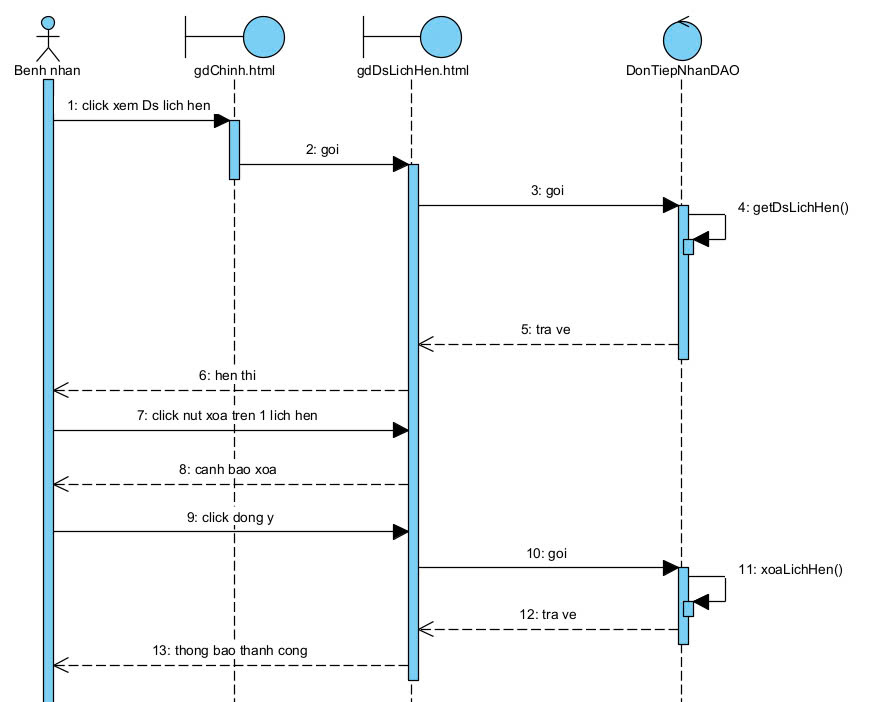 Benh nhan
gdChinh.html
gdDsLichHen.html
DonTiepNhanDAO
1: click xem Ds lich hen
2: goi
3: goi
4: getDsLichHen()
5: tra ve
6: hen thi
7: click nut xoa tren 1 lich hen
8: canh bao xoa
9: click dong y
10: goi
11: xoaLichHen()
12: tra ve
13: thong bao thanh cong